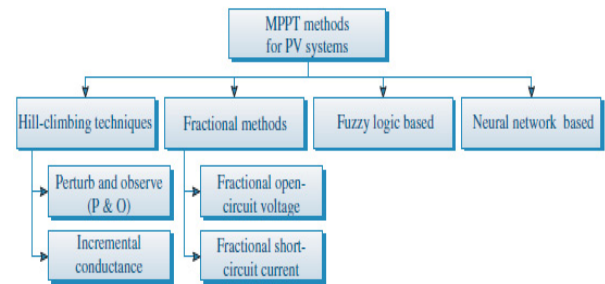 MPPT methods
for PV systems
Hill-climbing techniques
Fractional methods
Fuzzy logic based
Neural network based
Perturb and observe
(P & O)
Fractional open-
circuit voltage
Incremental
conductance
Fractional short-
circuit current